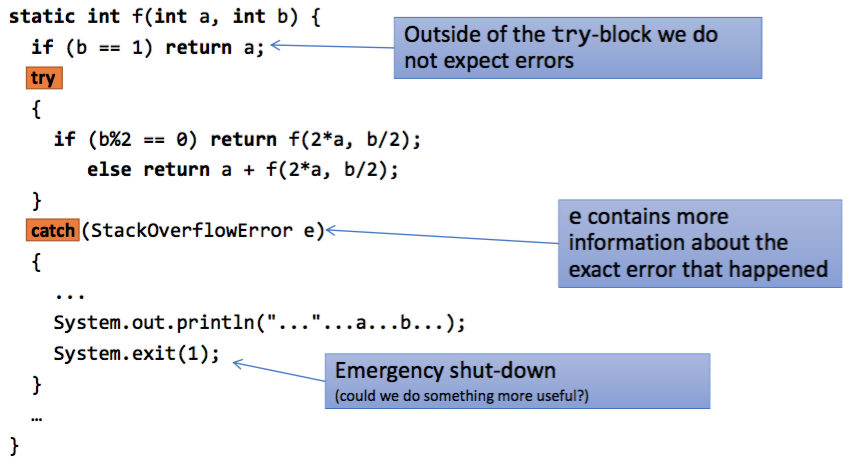 static int f(int a, int b) {
if (b == 1) return a;
Outside of the try-block we do
not expect errors
try
{
if (b%2 == 0) return f(2*a, b/2);
else return a + f(2*a, b/2);
}
catch (StackOverflowError e)
e contains more
information about the
exact error that happened
{
...
System.out.println("..."...a...b...);
System.exit(1);
Emergency shut-down
(could we do something more useful?)
}
…
}